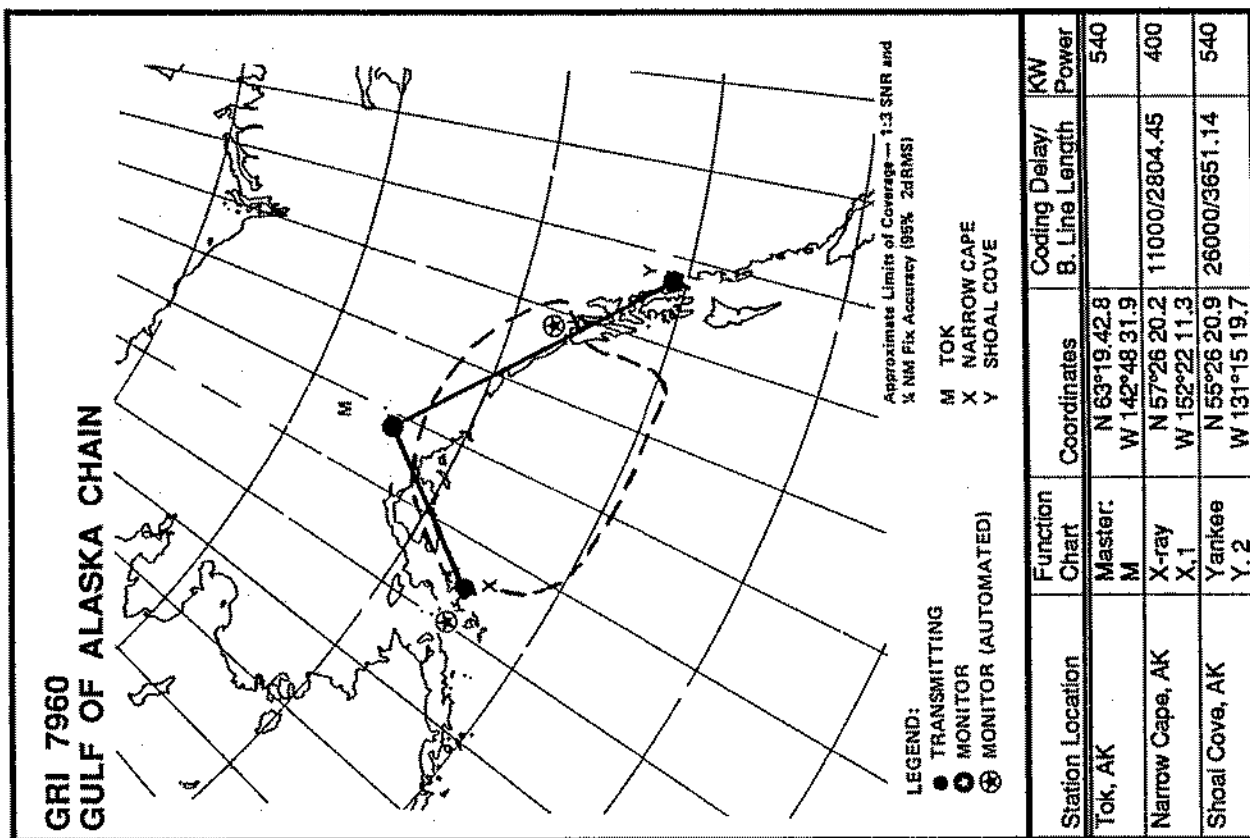 GRI 7960
GULF OF ALASKA CHAIN
M
X
Y
Approximate Limits of Coverage — 1:3 SNR and
¼ NM Fix Accuracy (95% 2dRMS)
LEGEND:
TRANSMITTING
MONITOR
MONITOR (AUTOMATED)
M TOK
X NARROW CAPE
Y SHOAL COVE
Station Location Function Chart Coordinates Coding Delay/ B. Line Length KW Power
Tok, AK Master: N 63°19.42.8 540
M W 142°48 31.9
Narrow Cape, AK X-ray N 57°26 20.2 11000/2804.45 400
X,1 W 152°22 11.3
Shoal Cove, AK Yankee N 55°26 20.9 26000/3651.14 540
Y, 2 W 131°15 19.7